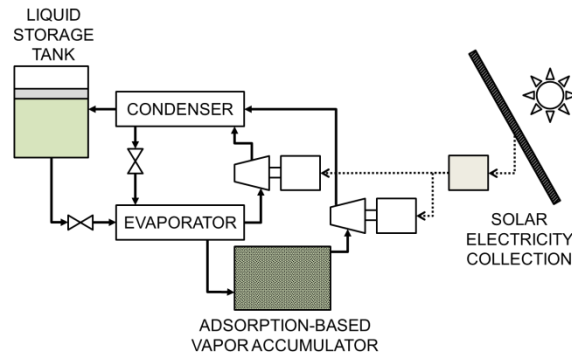 LIQUID
STORAGE
TANK
CONDENSER
EVAPORATOR
SOLAR
ELECTRICITY
COLLECTION
ADSORPTION-BASED
VAPOR ACCUMULATOR